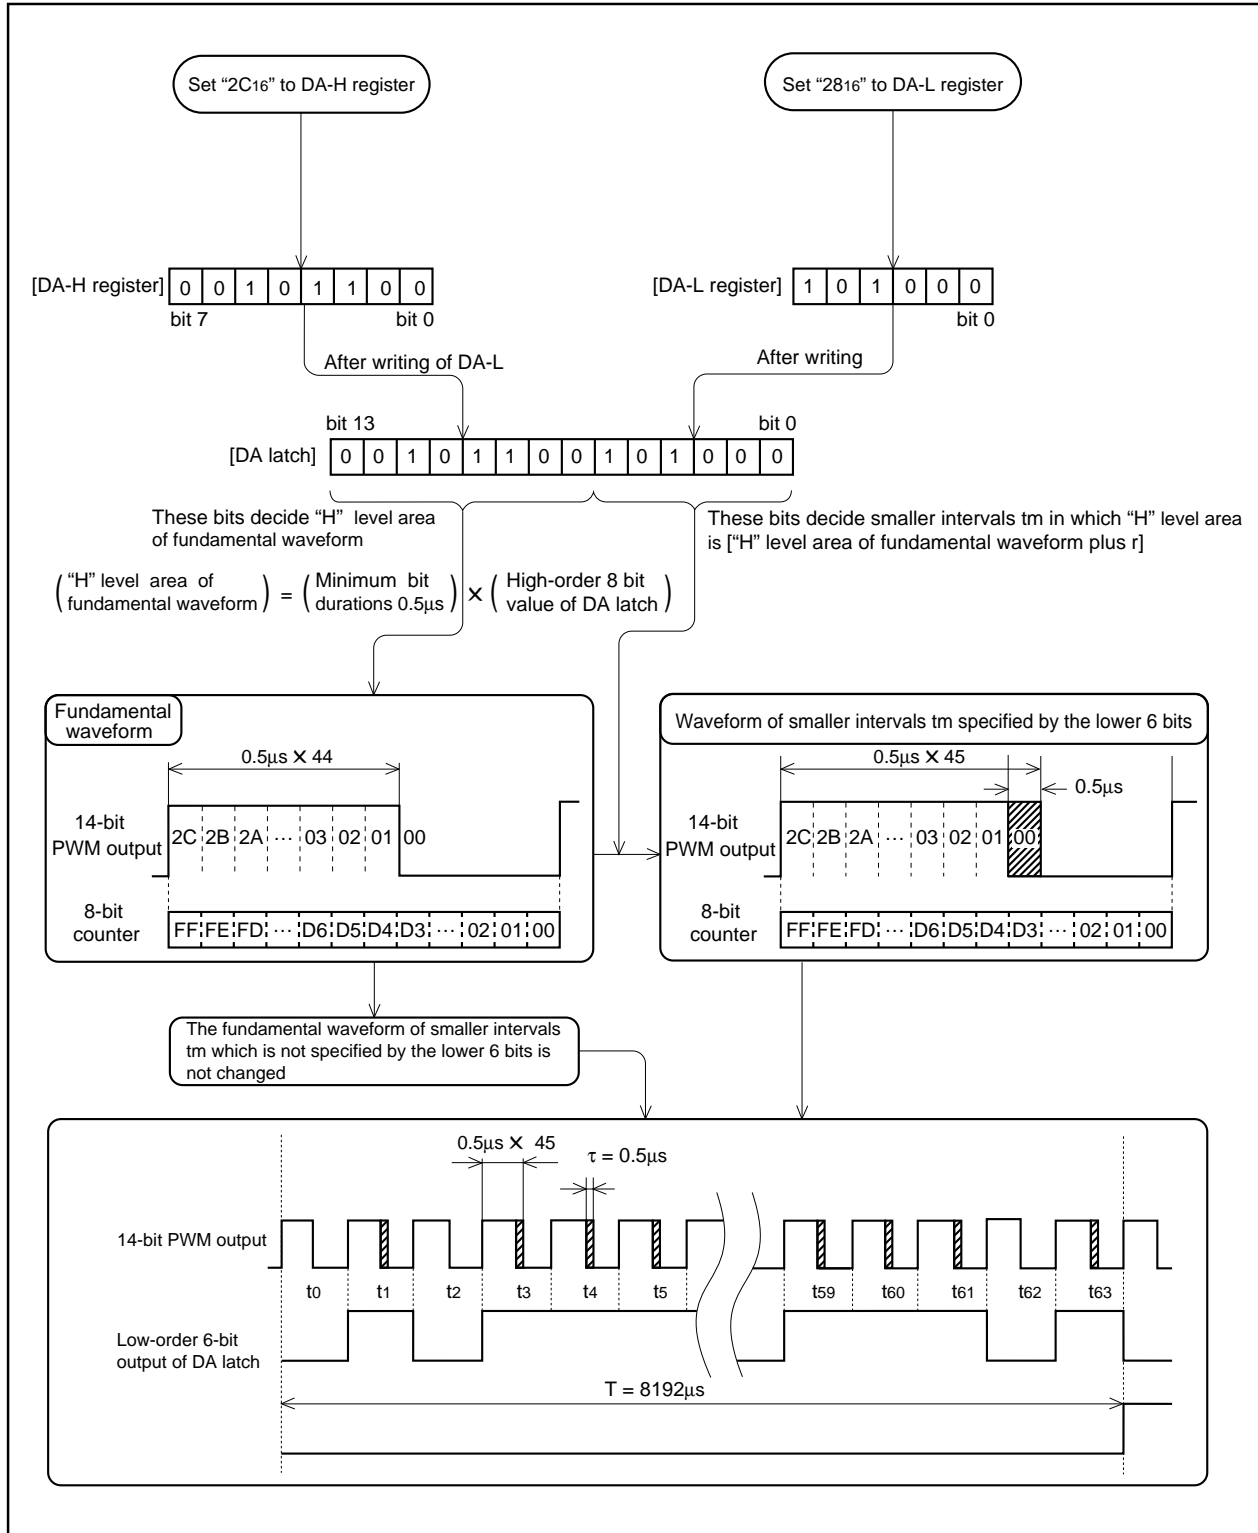 Set “2C16” to DA-H register
Set “2816” to DA-L register
[DA-H register] 0 0 1 0 1 1 0 0
bit 7 bit 0
[DA-L register] 1 0 1 0 0 0
bit 0
After writing of DA-L
After writing
bit 13 bit 0
[DA latch] 0 0 1 0 1 1 0 0 1 0 1 0 0 0
These bits decide “H” level area
of fundamental waveform
These bits decide smaller intervals tm in which “H” level area
is [“H” level area of fundamental waveform plus r]
(“H” level area of
fundamental waveform) = (Minimum bit
durations 0.5µs) × (High-order 8 bit
value of DA latch)
Fundamental
waveform
0.5µs × 44
14-bit
PWM output
2C 2B 2A ··· 03 02 01 00
8-bit
counter
FF FE FD ··· D6 D5 D4 D3 ··· 02 01 00
Waveform of smaller intervals tm specified by the lower 6 bits
0.5µs × 45
0.5µs
14-bit
PWM output
2C 2B 2A ··· 03 02 01 00
8-bit
counter
FF FE FD ··· D6 D5 D4 D3 ··· 02 01 00
The fundamental waveform of smaller intervals
tm which is not specified by the lower 6 bits is
not changed
0.5µs × 45
τ = 0.5µs
14-bit PWM output
t0 t1 t2 t3 t4 t5 t59 t60 t61 t62 t63
Low-order 6-bit
output of DA latch
T = 8192µs